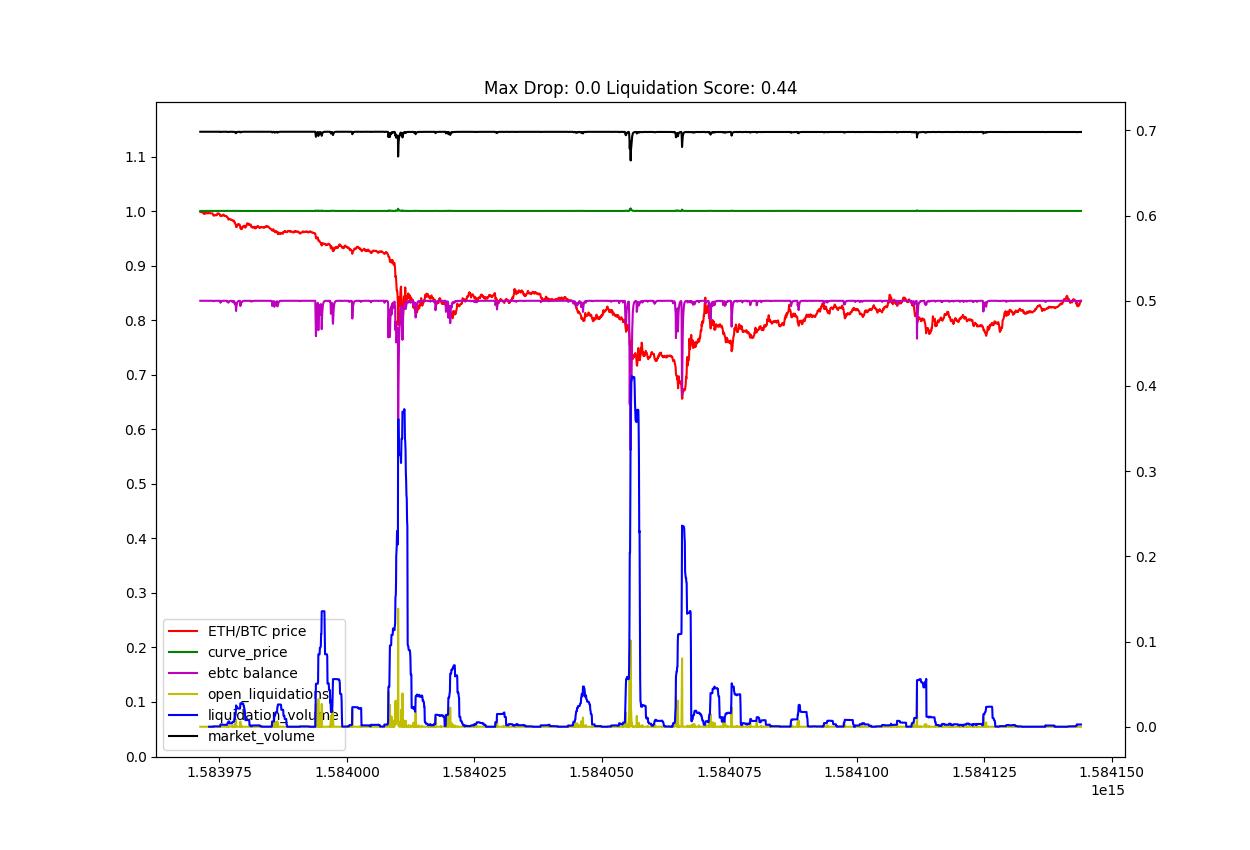 Max Drop: 0.0 Liquidation Score: 0.44
1.1
1.0
0.9
0.8
0.7
0.6
0.5
0.4
0.3
0.2
0.1
0.0
0.7
0.6
0.5
0.4
0.3
0.2
0.1
0.0
ETH/BTC price
curve_price
ebtc balance
open_liquidations
liquidation_volume
market_volume
1.583975 1.584000 1.584025 1.584050 1.584075 1.584100 1.584125 1.584150
1e15